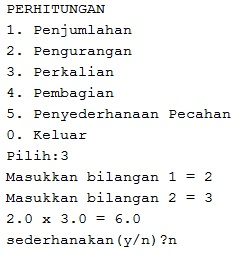 PERHITUNGAN
1. Penjumlahan
2. Pengurangan
3. Perkalian
4. Pembagian
5. Penyederhanaan Pecahan
0. Keluar
Pilih:3
Masukkan bilangan 1 = 2
Masukkan bilangan 2 = 3
2.0 x 3.0 = 6.0
sederhanakan(y/n)?n